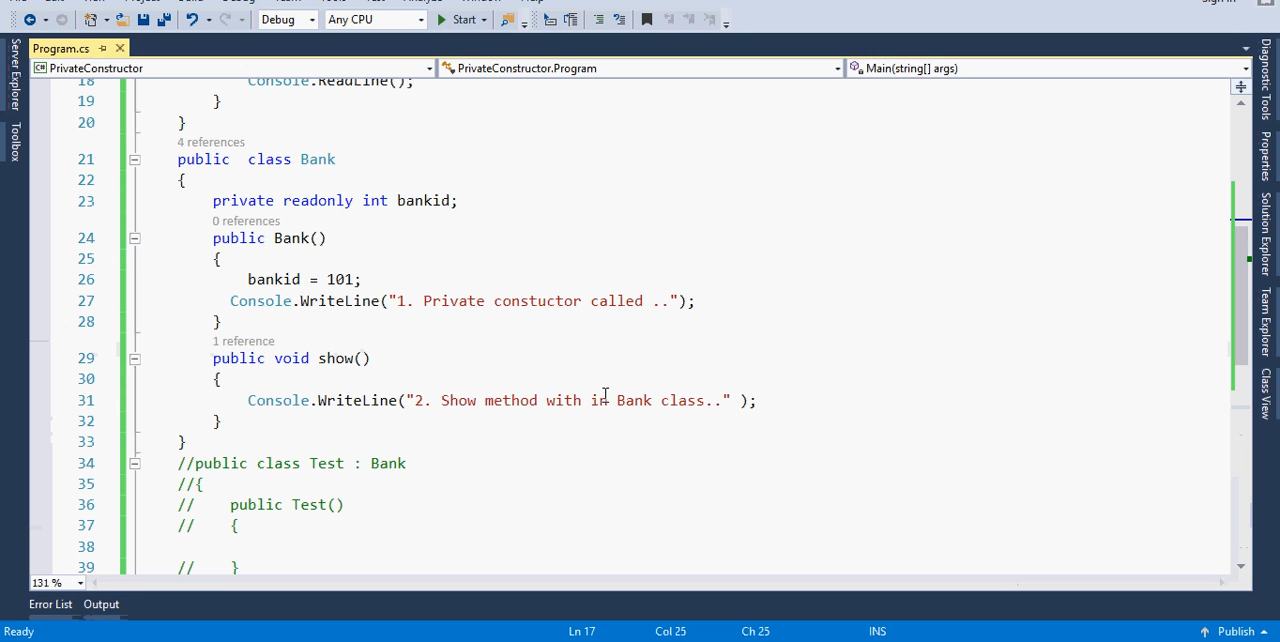 Debug Any CPU Start
Program.cs
PrivateConstructor PrivateConstructor.Program Main(string[] args)
18 Console.ReadLine();
19 }
20 }
4 references
21 public  class Bank
22 {
23 private readonly int bankid;
0 references
24 public Bank()
25 {
26 bankid = 101;
27 Console.WriteLine("1. Private constuctor called ..");
28 }
1 reference
29 public void show()
30 {
31 Console.WriteLine("2. Show method with in Bank class.." );
32 }
33 }
34 //public class Test : Bank
35 //{
36 //    public Test()
37 //    {
38
39 //    }
131 %
Error List Output
Ready Ln 17 Col 25 Ch 25 INS Publish
Server Explorer
Toolbox
Diagnostic Tools
Properties
Solution Explorer
Team Explorer
Class View